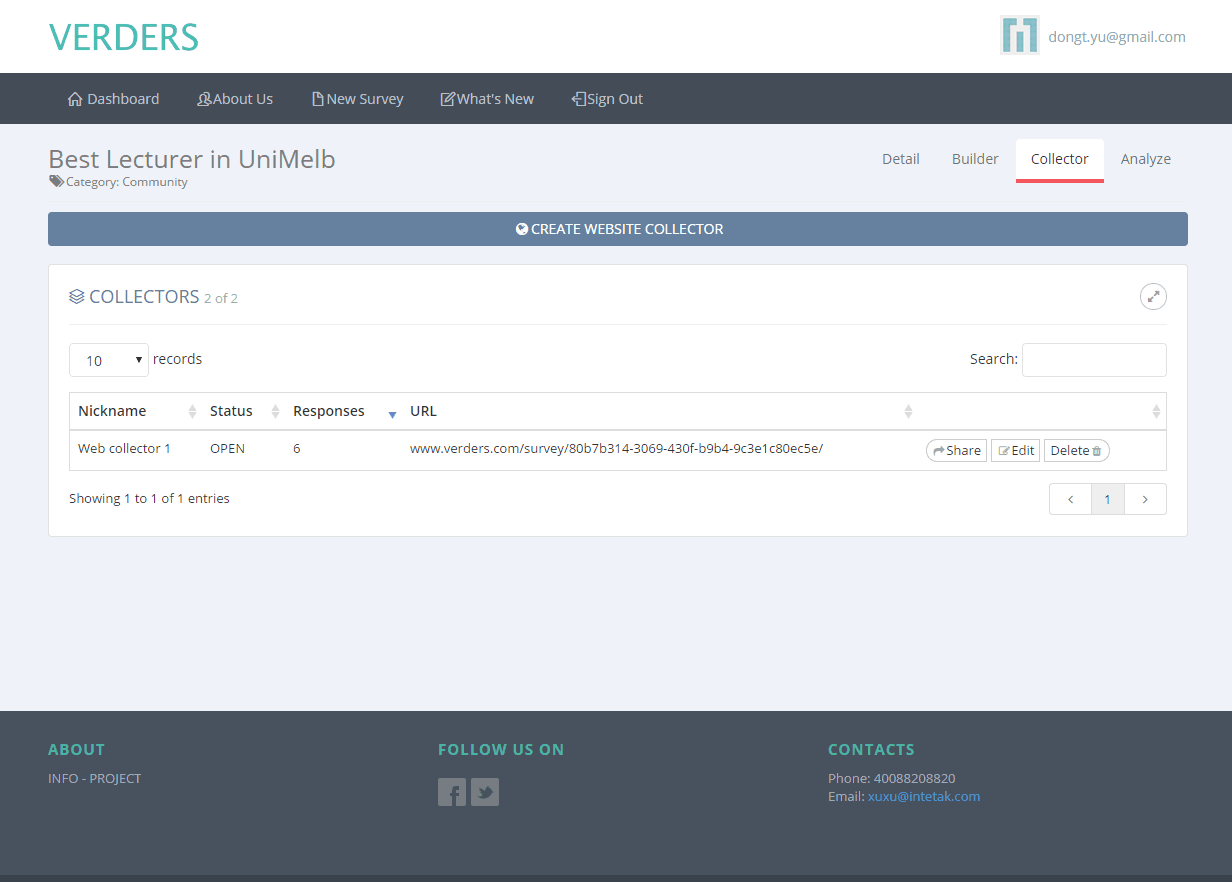 VERDERS
dongt.yu@gmail.com
Dashboard About Us New Survey What's New Sign Out
Best Lecturer in UniMelb
Category: Community
Detail Builder Collector Analyze
CREATE WEBSITE COLLECTOR
COLLECTORS 2 of 2
10 records
Search:
Nickname Status Responses URL
Web collector 1 OPEN 6 www.verders.com/survey/80b7b314-3069-430f-b9b4-9c3e1c80ec5e/ Share Edit Delete
Showing 1 to 1 of 1 entries
< 1 >
ABOUT
INFO - PROJECT
FOLLOW US ON
CONTACTS
Phone: 40088208820
Email: xuxu@intetak.com